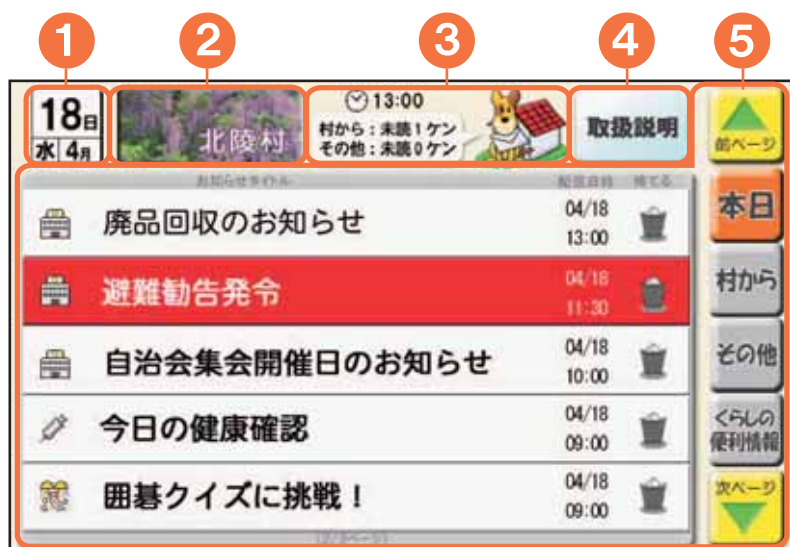 1
2
3
4
5
18日
水 4月
北陵村
13:00
村から：未読1ケン
その他：未読0ケン
取扱説明
前ページ
お知らせタイトル
配信日時
捨てる
廃品回収のお知らせ
04/18
13:00
避難勧告発令
04/18
11:30
自治会集会開催日のお知らせ
04/18
10:00
今日の健康確認
04/18
09:00
囲碁クイズに挑戦！
04/18
09:00
(2/3ページ)
本日
村から
その他
くらしの
便利情報
次ページ